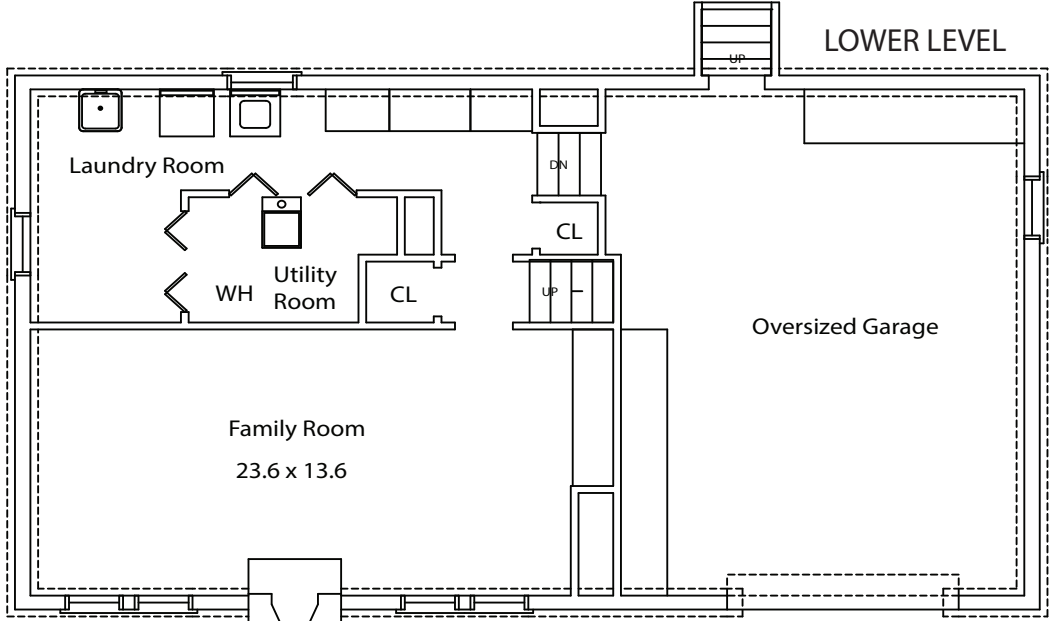 LOWER LEVEL
UP
Laundry Room
DN
CL
Utility
Room
WH
CL
UP
Oversized Garage
Family Room
23.6 x 13.6